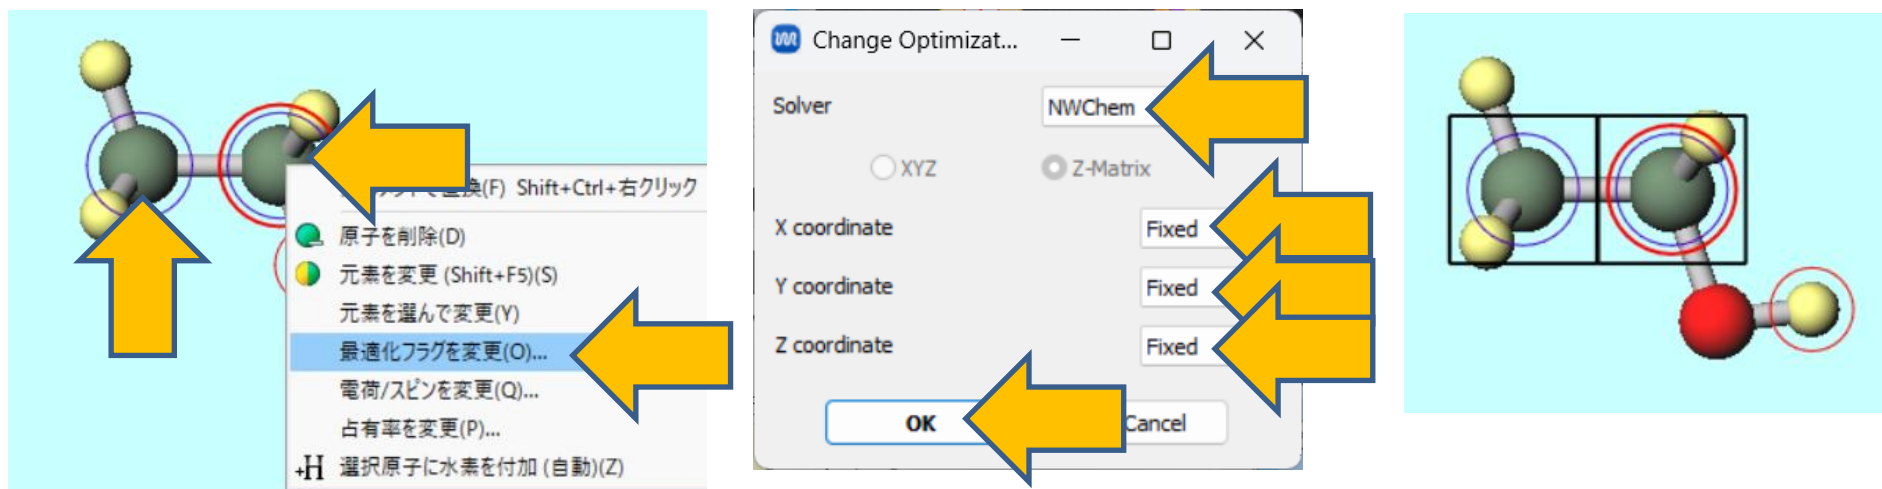 換(F) Shift+Ctrl+右クリック
原子を削除(D)
元素を変更 (Shift+F5)(S)
元素を選んで変更(Y)
最適化フラグを変更(O)...
電荷/スピンを変更(Q)...
占有率を変更(P)...
+H 選択原子に水素を付加 (自動)(Z)
Change Optimizat...
Solver NWChem
XYZ Z-Matrix
X coordinate Fixed
Y coordinate Fixed
Z coordinate Fixed
OK Cancel